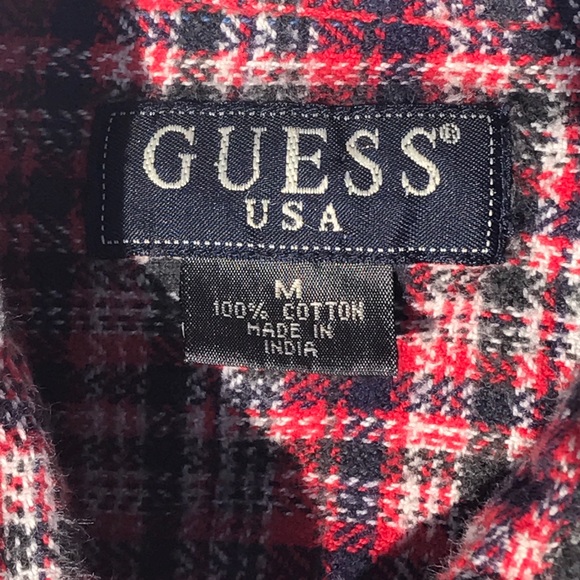 GUESS®
USA
M
100% COTTON
MADE IN
INDIA